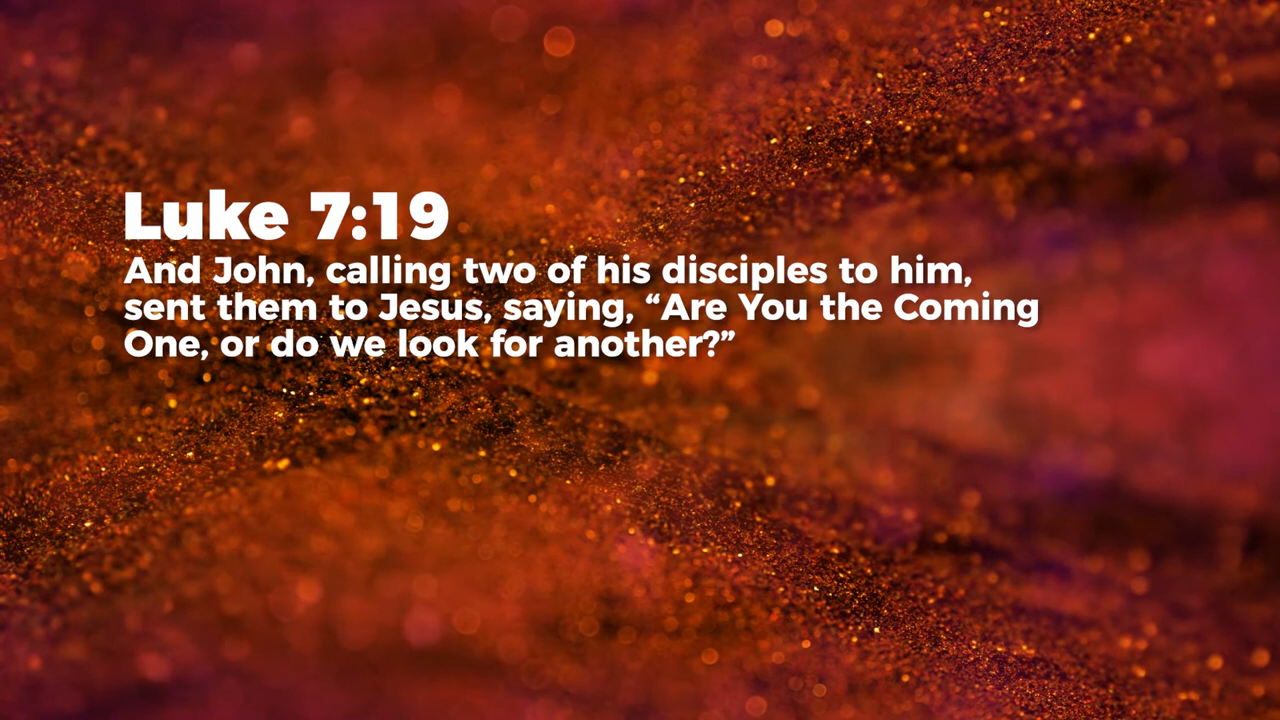 Luke 7:19
And John, calling two of his disciples to him,
sent them to Jesus, saying, “Are You the Coming
One, or do we look for another?”